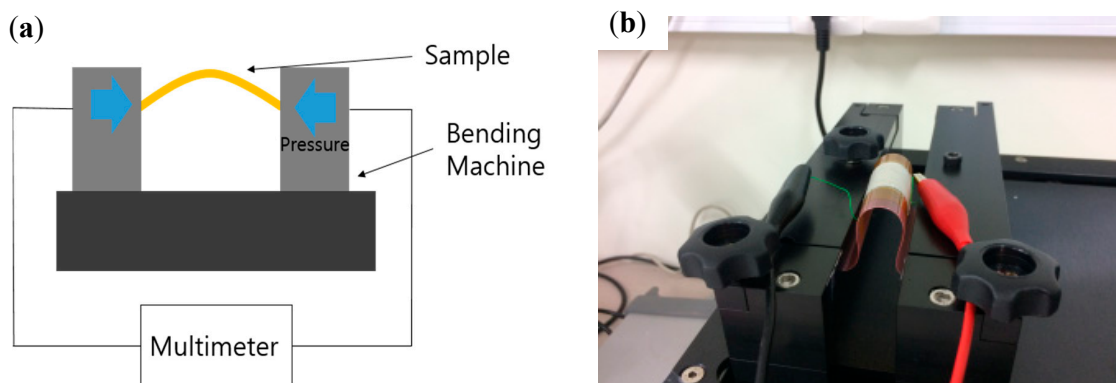 (a)
Sample
Pressure
Bending
Machine
Multimeter
(b)